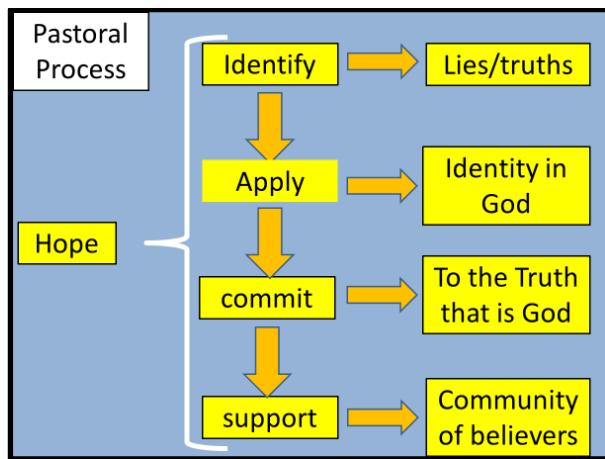 Pastoral
Process
Identify
Lies/truths
Apply
Identity in
God
Hope
commit
To the Truth
that is God
support
Community
of believers